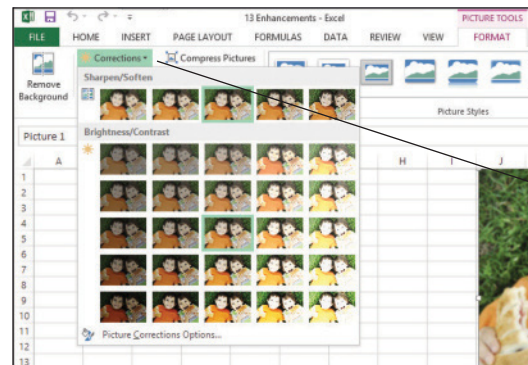 13 Enhancements - Excel
PICTURE TOOLS
FILE HOME INSERT PAGE LAYOUT FORMULAS DATA REVIEW VIEW FORMAT
Corrections Compress Pictures
Remove
Background
Picture Styles
Sharpen/Soften
Picture 1
Brightness/Contrast
A H I J
1
2
3
4
5
6
7
8
9
10
11
12
13
Picture Corrections Options...